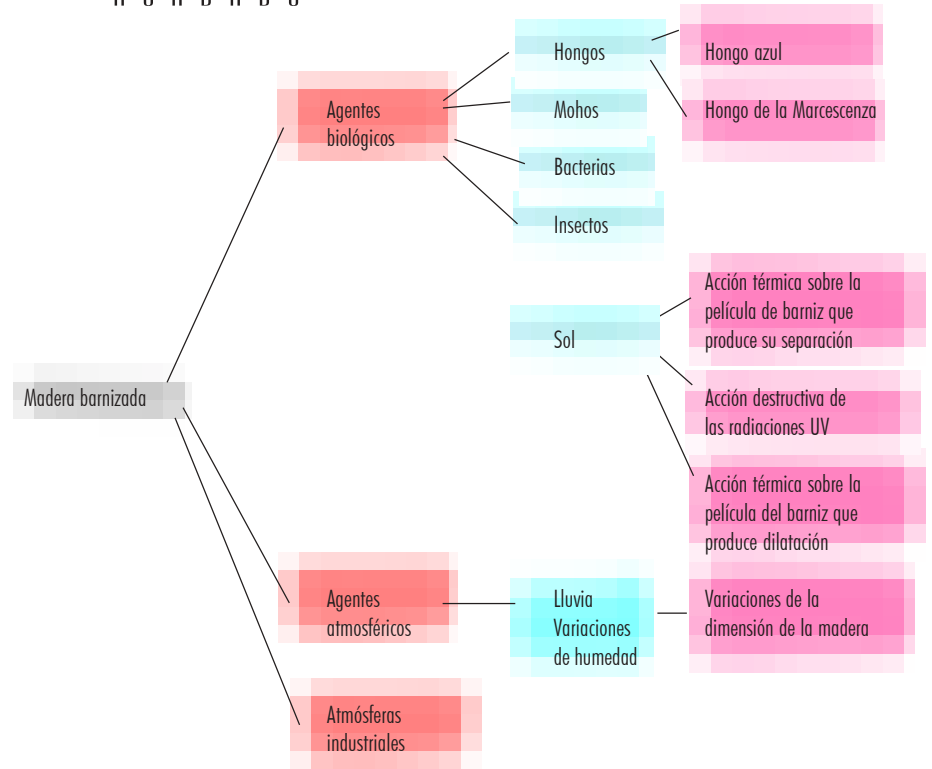 Hongos
Hongo azul
Agentes
biológicos
Mohos
Hongo de la Marcescenza
Bacterias
Insectos
Acción térmica sobre la
película de barniz que
produce su separación
Sol
Madera barnizada
Acción destructiva de
las radiaciones UV
Acción térmica sobre la
película del barniz que
produce dilatación
Agentes
atmosféricos
Lluvia
Variaciones
de humedad
Variaciones de la
dimensión de la madera
Atmósferas
industriales